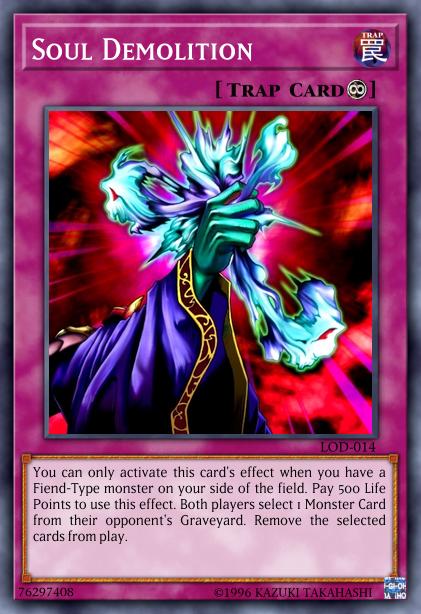 SOUL DEMOLITION
TRAP
罠
[TRAP CARD]
LOD-014
You can only activate this card's effect when you have a
Fiend-Type monster on your side of the field. Pay 500 Life
Points to use this effect. Both players select 1 Monster Card
from their opponent's Graveyard. Remove the selected
cards from play.
76297408
©1996 KAZUKI TAKAHASHI